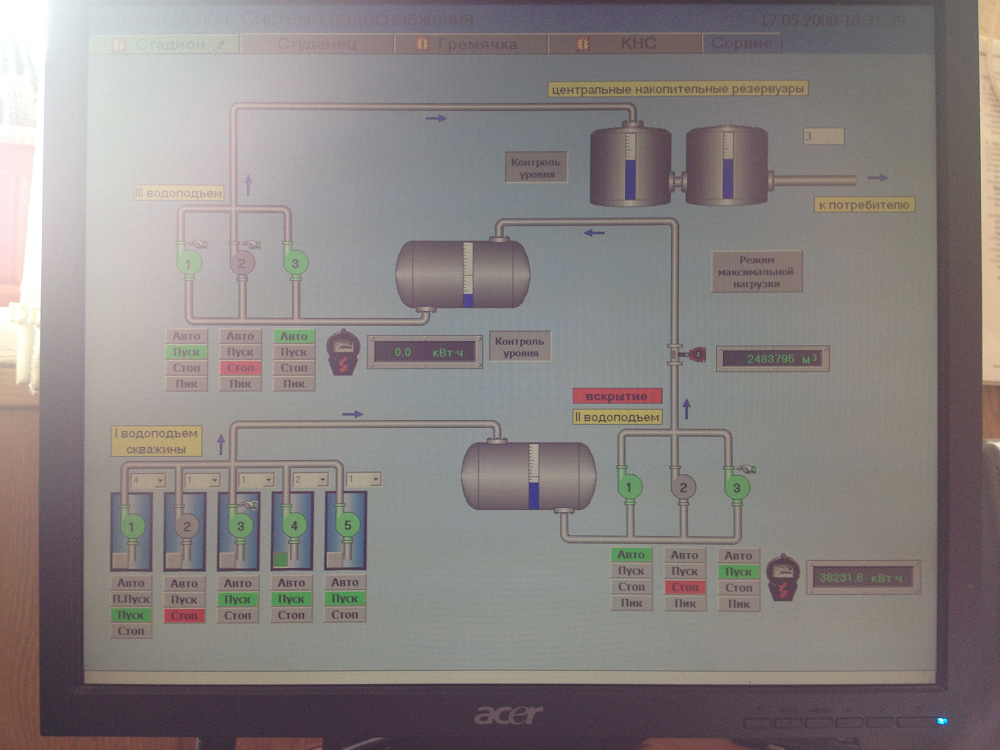 Система водоснабжения
17.05.2000 18:31:29
Стадион
Студенец
Гремячка
КНС
Сервис
центральные накопительные резервуары
3
Контроль
уровня
III водоподъем
к потребителю
1
2
3
Режим
максимальной
нагрузки
Авто
Авто
Авто
Пуск
Пуск
Пуск
Стоп
Стоп
Стоп
Пик
Пик
Пик
0,0 кВт·ч
Контроль
уровня
2483795 м³
вскрытие
II водоподъем
I водоподъем
скважины
4
1
1
2
1
1
2
3
4
5
1
2
3
Авто
Авто
Авто
Авто
Авто
П.Пуск
Пуск
Пуск
Пуск
Пуск
Пуск
Стоп
Стоп
Стоп
Стоп
Стоп
Авто
Авто
Авто
Пуск
Пуск
Пуск
Стоп
Стоп
Стоп
Пик
Пик
Пик
38231,6 кВт·ч
acer